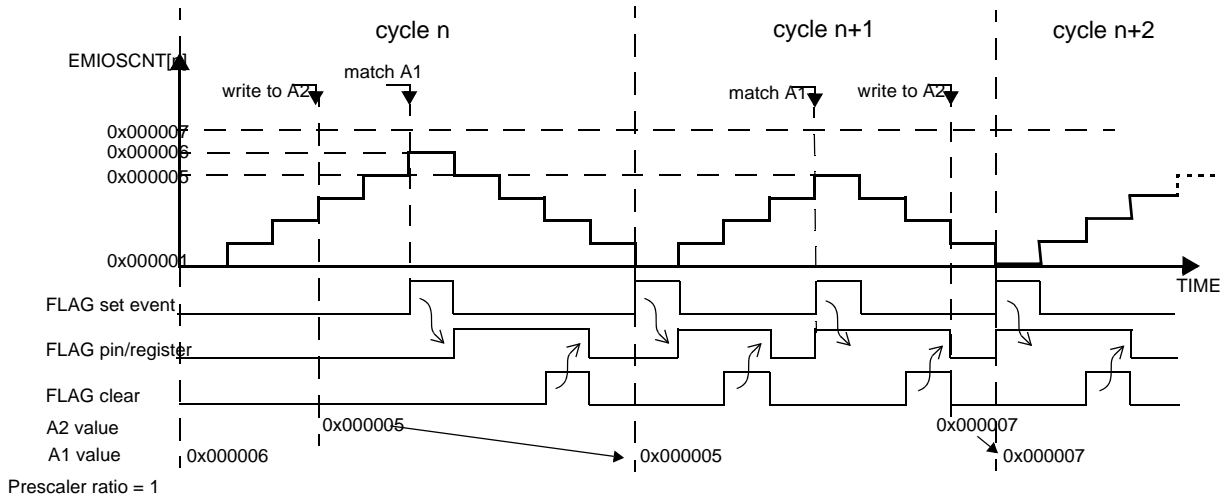 cycle n
cycle n+1
cycle n+2
EMIOSCNT[n]
match A1
write to A2
match A1
write to A2
0x000007
0x000006
0x000005
0x000001
TIME
FLAG set event
FLAG pin/register
FLAG clear
A2 value
0x000005
0x000007
A1 value
0x000006
0x000005
0x000007
Prescaler ratio = 1